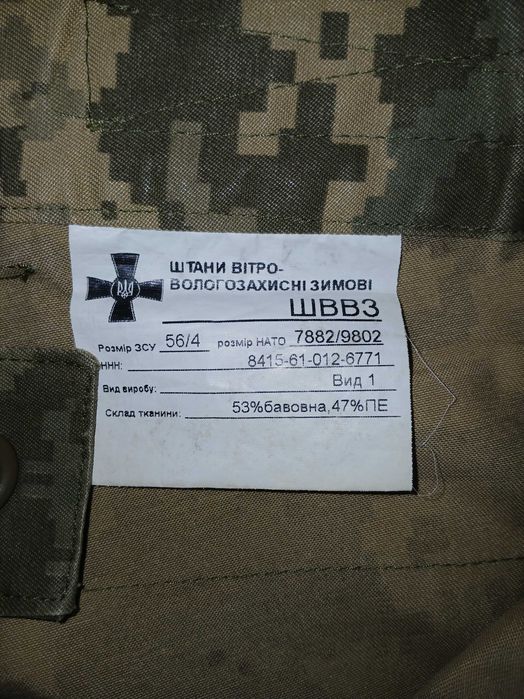 ШТАНИ ВІТРО-
ВОЛОГОЗАХИСНІ ЗИМОВІ
ШВВЗ
Розмір ЗСУ 56/4 розмір НАТО 7882/9802
ННН: 8415-61-012-6771
Вид виробу: Вид 1
Склад тканини: 53%бавовна,47%ПЕ